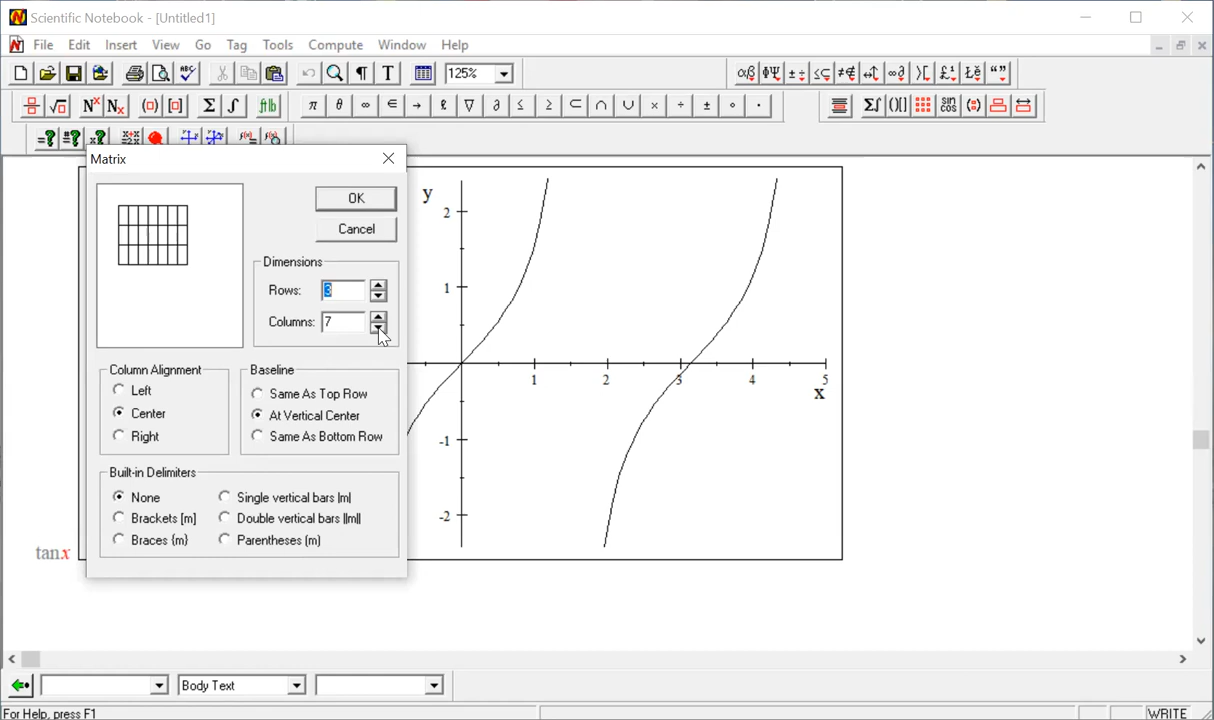 Scientific Notebook - [Untitled1]
File Edit Insert View Go Tag Tools Compute Window Help
125%
Matrix
OK
Cancel
Dimensions
Rows: 3
Columns: 7
Column Alignment
Left
Center
Right
Baseline
Same As Top Row
At Vertical Center
Same As Bottom Row
Built-in Delimiters
None
Brackets [m]
Braces {m}
Single vertical bars |m|
Double vertical bars ||m||
Parentheses (m)
y
2
1
-1
-2
1 2 3 4 5
x
tanx
Body Text
For Help, press F1
WRITE